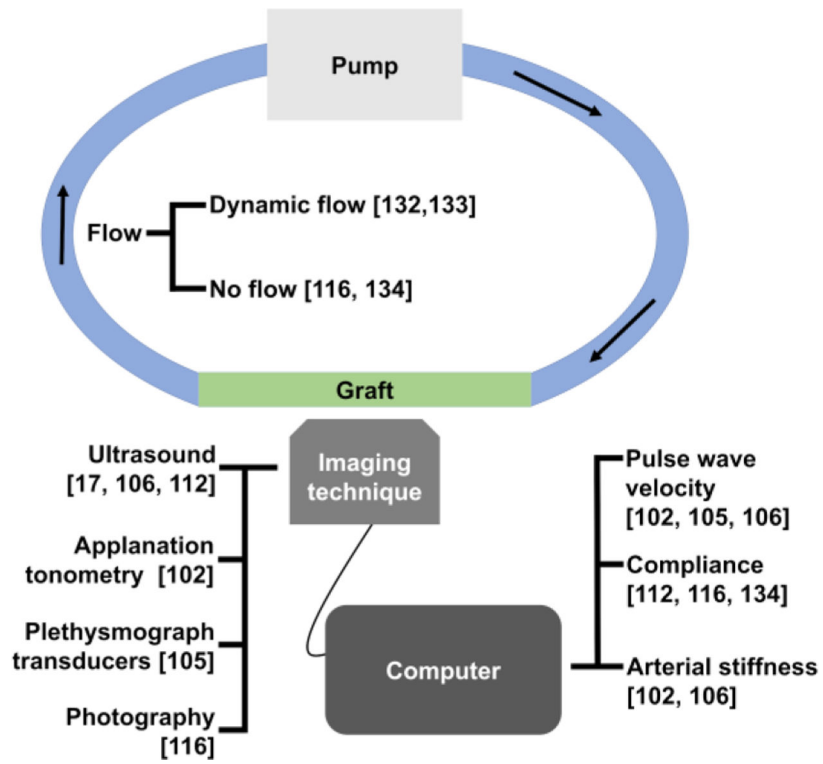 Pump
Dynamic flow [132,133]
Flow
No flow [116, 134]
Graft
Ultrasound
[17, 106, 112]
Applanation
tonometry [102]
Plethysmograph
transducers [105]
Photography
[116]
Imaging
technique
Computer
Pulse wave
velocity
[102, 105, 106]
Compliance
[112, 116, 134]
Arterial stiffness
[102, 106]